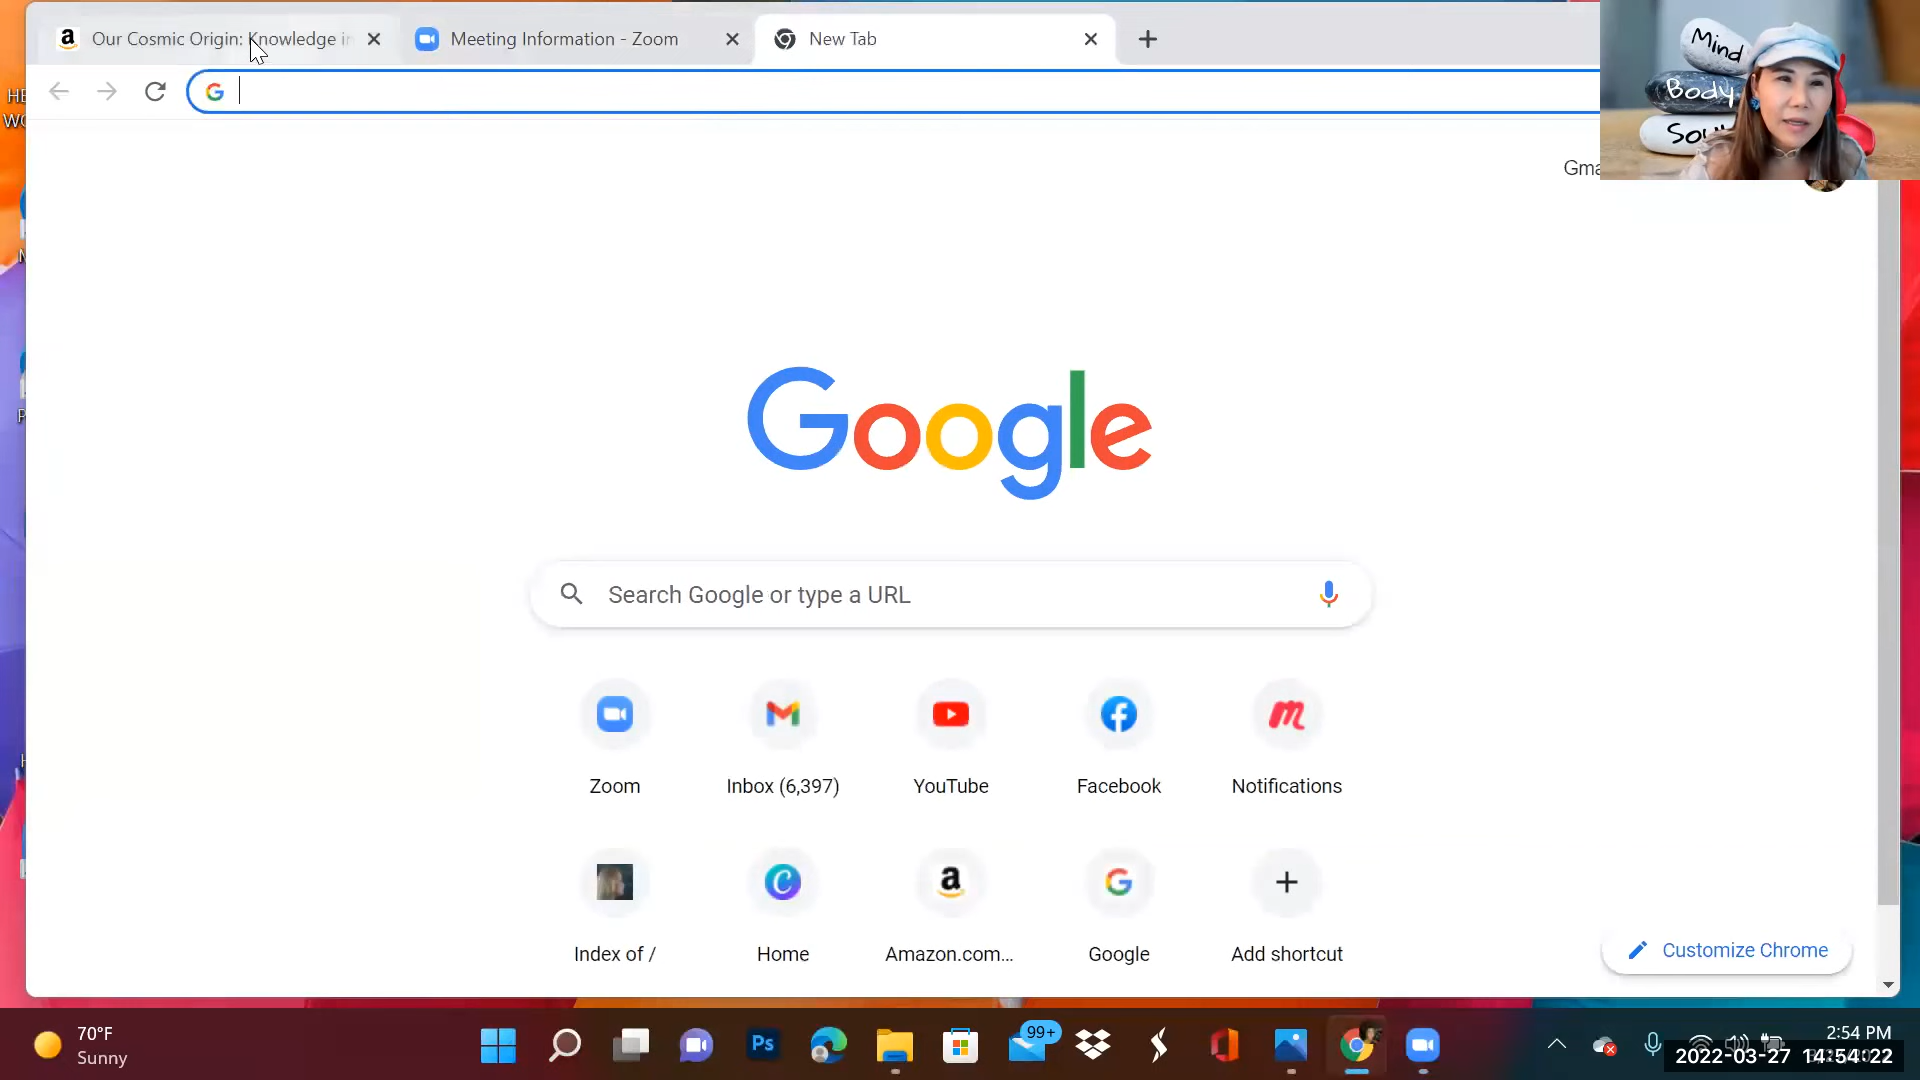 Our Cosmic Origin: Knowledge in
Meeting Information - Zoom
New Tab
Mind
Body
Google
Search Google or type a URL
Zoom
Inbox (6,397)
YouTube
Facebook
Notifications
Index of /
Home
Amazon.com...
Google
Add shortcut
Customize Chrome
70°F
Sunny
Ps
99+
2:54 PM
2022-03-27 14:54:22